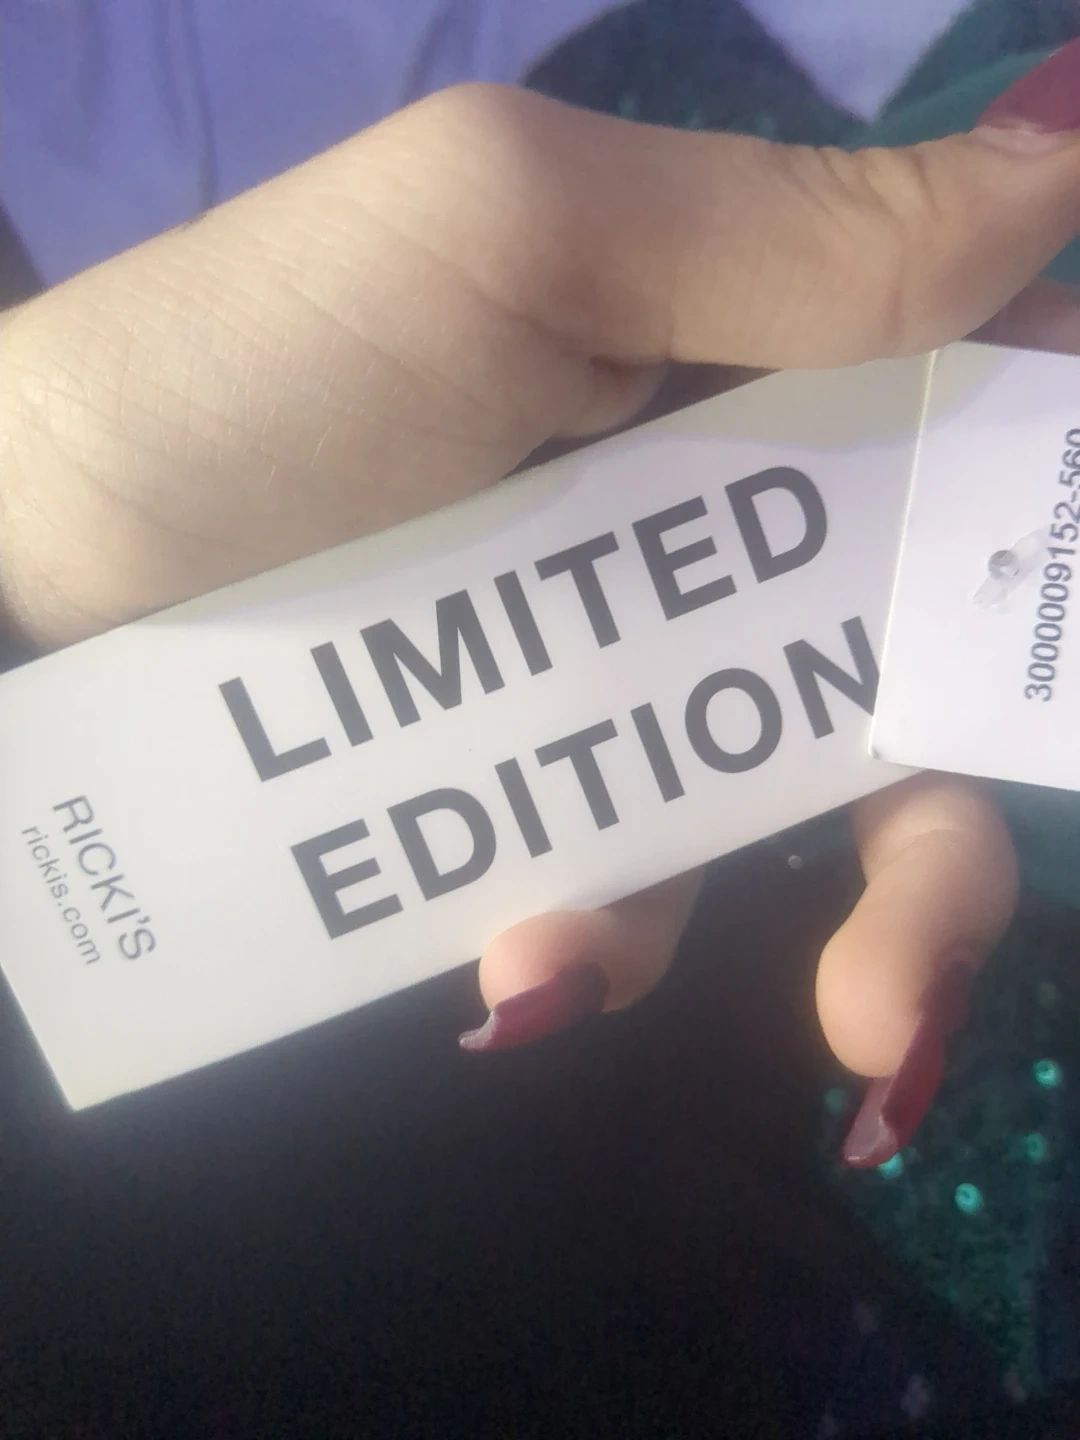 LIMITED
EDITION
RICKI'S
rickis.com
3000009152-560